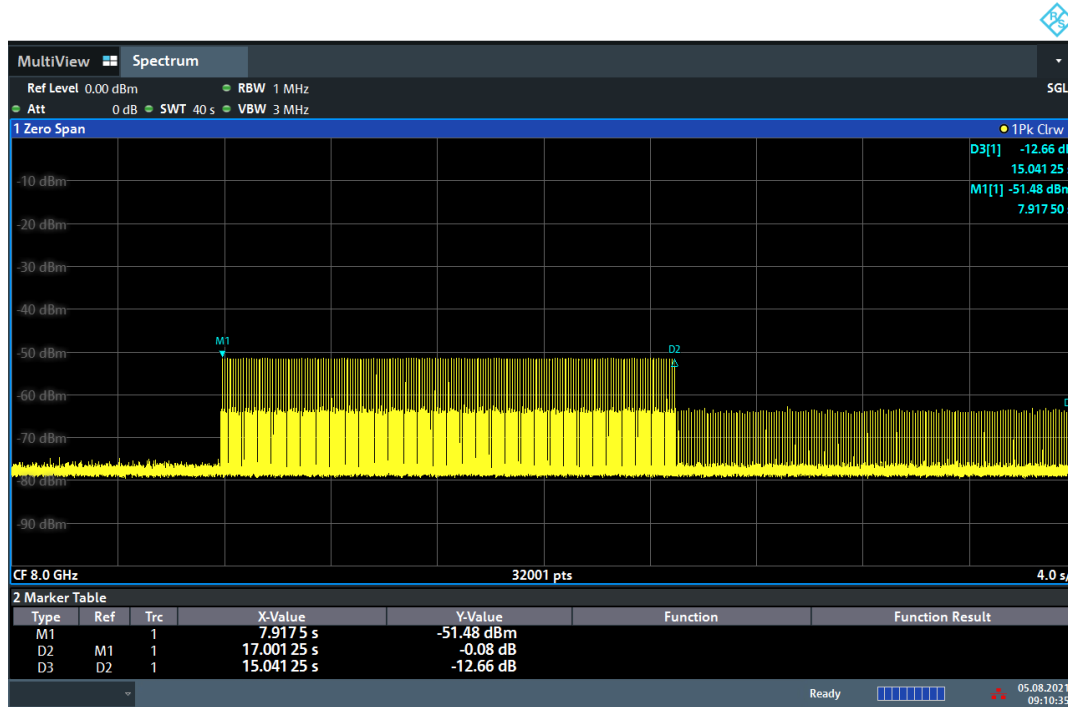 R S
MultiView Spectrum
Ref Level 0.00 dBm RBW 1 MHz SGL
Att 0 dB SWT 40 s VBW 3 MHz
1 Zero Span 1Pk Clrw
D3[1] -12.66 d
15.041 25
M1[1] -51.48 dBm
7.917 50
-10 dBm
-20 dBm
-30 dBm
-40 dBm
M1
-50 dBm
D2
-60 dBm
-70 dBm
-80 dBm
-90 dBm
CF 8.0 GHz 32001 pts 4.0 s/
2 Marker Table
Type Ref Trc X-Value Y-Value Function Function Result
M1 1 7.9175 s -51.48 dBm
D2 M1 1 17.001 25 s -0.08 dB
D3 D2 1 15.041 25 s -12.66 dB
Ready 05.08.2021
09:10:35